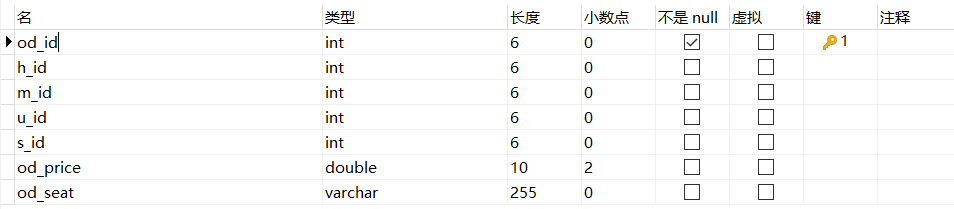 名 类型 长度 小数点 不是 null 虚拟 键 注释
od_id int 6 0 1
h_id int 6 0
m_id int 6 0
u_id int 6 0
s_id int 6 0
od_price double 10 2
od_seat varchar 255 0